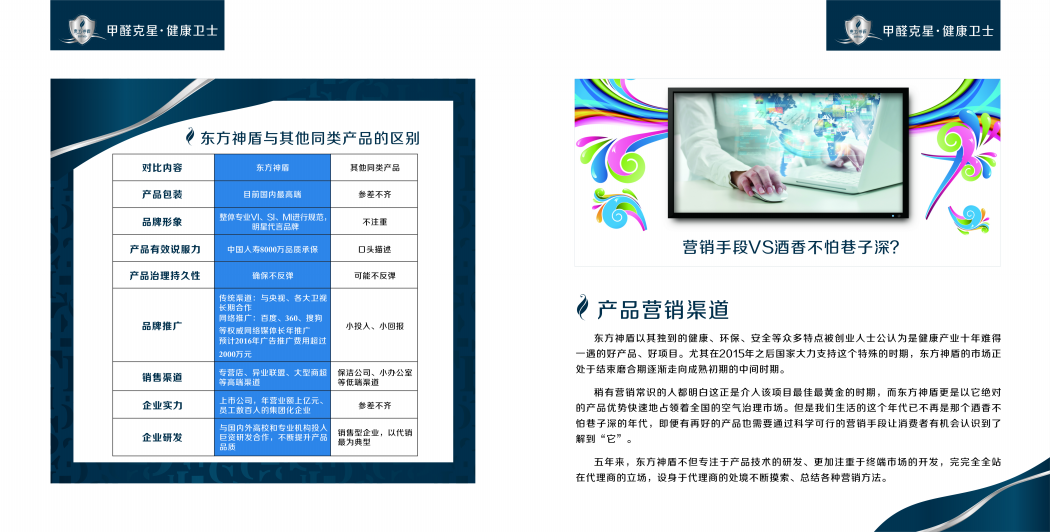 甲醛克星·健康卫士
东方神盾与其他同类产品的区别
对比内容 东方神盾 其他同类产品
产品包装 目前国内最高端 参差不齐
品牌形象 整体专业VI、SI、MI进行规范，
明星代言品牌 不注重
产品有效说服力 中国人寿8000万品质承保 口头描述
产品治理持久性 确保不反弹 可能不反弹
品牌推广 传统渠道：与央视、各大卫视
长期合作
网络推广：百度、360、搜狗
等权威网络媒体长年推广
预计2016年广告推广费用超过
2000万元 小投入、小回报
销售渠道 专营店、异业联盟、大型商超
等高端渠道 保洁公司、小办公室
等低端渠道
企业实力 上市公司，年营业额上亿元、
员工数百人的集团化企业 参差不齐
企业研发 与国内外高校和专业机构投入
巨资研发合作，不断提升产品
品质 销售型企业，以代销
最为典型
甲醛克星·健康卫士
营销手段VS酒香不怕巷子深？
产品营销渠道
东方神盾以其独到的健康、环保、安全等众多特点被创业人士公认为是健康产业十年难得
一遇的好产品、好项目。尤其在2015年之后国家大力支持这个特殊的时期，东方神盾的市场正
处于结束磨合期逐渐走向成熟初期的中间时期。
稍有营销常识的人都明白这正是介入该项目最佳最黄金的时期，而东方神盾更是以它绝对
的产品优势快速地占领着全国的空气治理市场。但是我们生活的这个年代已不再是那个酒香不
怕巷子深的年代，即便有再好的产品也需要通过科学可行的营销手段让消费者有机会认识到了
解到“它”。
五年来，东方神盾不但专注于产品技术的研发、更加注重于终端市场的开发，完完全全站
在代理商的立场，设身于代理商的处境不断摸索、总结各种营销方法。